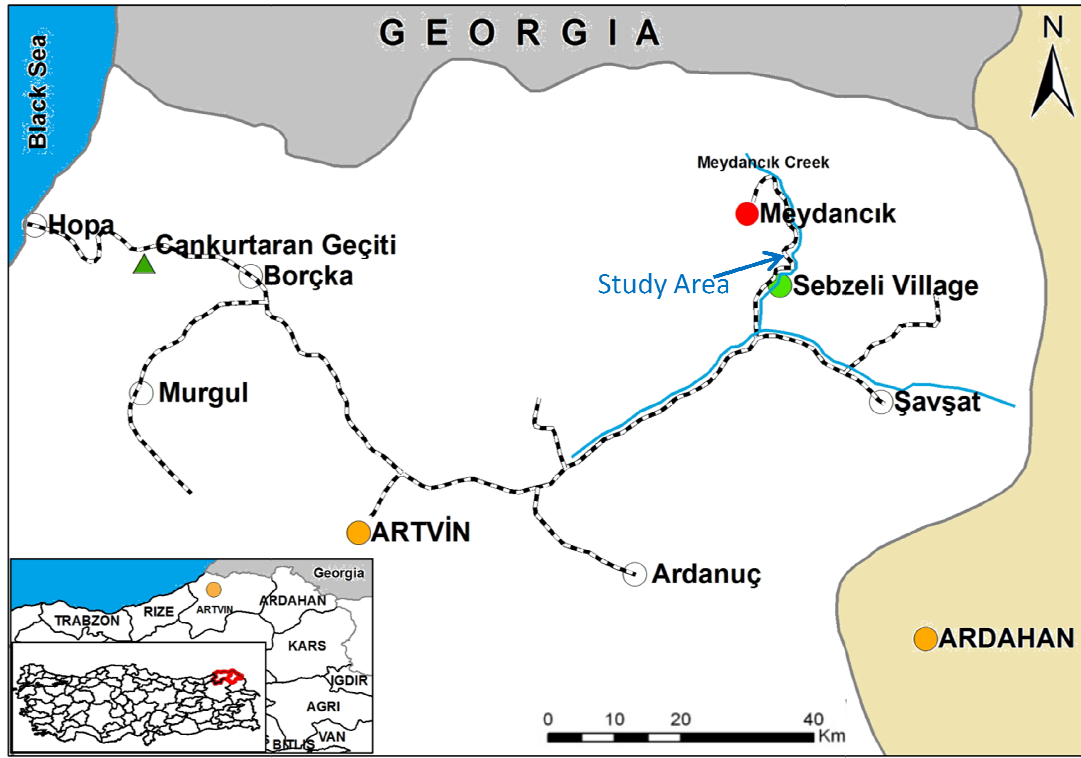 GEORGIA
N
Black Sea
Meydancık Creek
Meydancık
Hopa
Cankurtaran Geçiti
Borçka
Study Area
Sebzeli Village
Murgul
Şavşat
ARTVİN
Ardanuç
ARDAHAN
Georgia
ARDAHAN
RIZE
ARTVIN
TRABZON
KARS
IGDIR
AGRI
VAN
BITLIS
0 10 20 40
Km